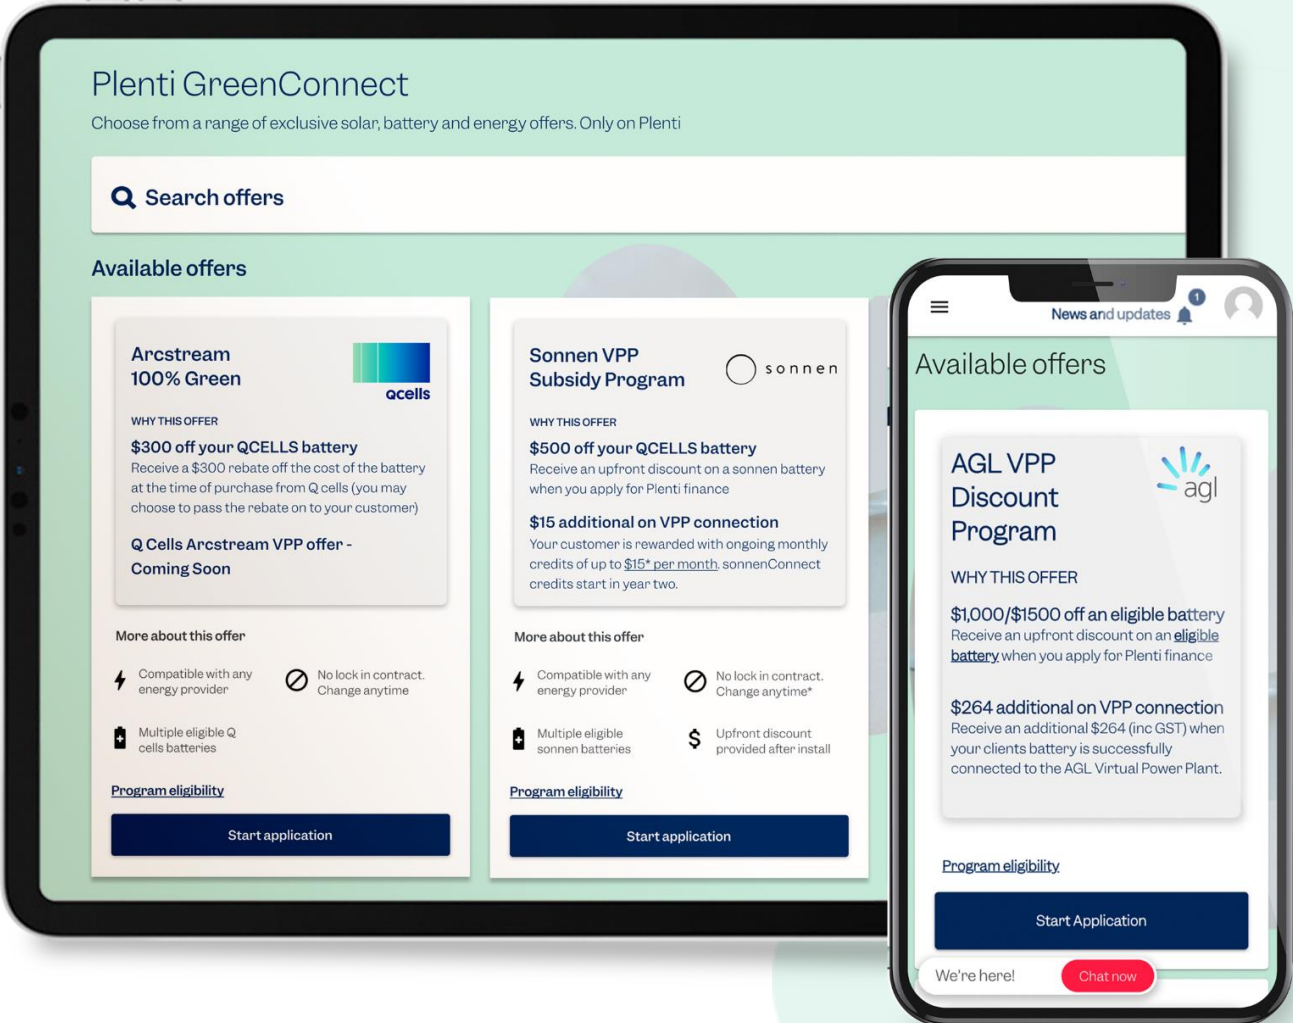 Plenti GreenConnect
Choose from a range of exclusive solar, battery and energy offers. Only on Plenti
Search offers
Available offers
Arcstream
100% Green
qcells
WHY THIS OFFER
$300 off your QCELLS battery
Receive a $300 rebate off the cost of the battery
at the time of purchase from Q cells (you may
choose to pass the rebate on to your customer)
Q Cells Arcstream VPP offer -
Coming Soon
More about this offer
Compatible with any
energy provider
No lock in contract.
Change anytime
Multiple eligible Q
cells batteries
Program eligibility
Start application
Sonnen VPP
Subsidy Program
sonnen
WHY THIS OFFER
$500 off your QCELLS battery
Receive an upfront discount on a sonnen battery
when you apply for Plenti finance
$15 additional on VPP connection
Your customer is rewarded with ongoing monthly
credits of up to $15* per month. sonnenConnect
credits start in year two.
More about this offer
Compatible with any
energy provider
No lock in contract.
Change anytime*
Multiple eligible
sonnen batteries
Upfront discount
provided after install
Program eligibility
Start application
News and updates
1
Available offers
AGL VPP
Discount
Program
agl
WHY THIS OFFER
$1,000/$1500 off an eligible battery
Receive an upfront discount on an eligible
battery when you apply for Plenti finance
$264 additional on VPP connection
Receive an additional $264 (inc GST) when
your clients battery is successfully
connected to the AGL Virtual Power Plant.
Program eligibility
Start Application
We're here!
Chat now